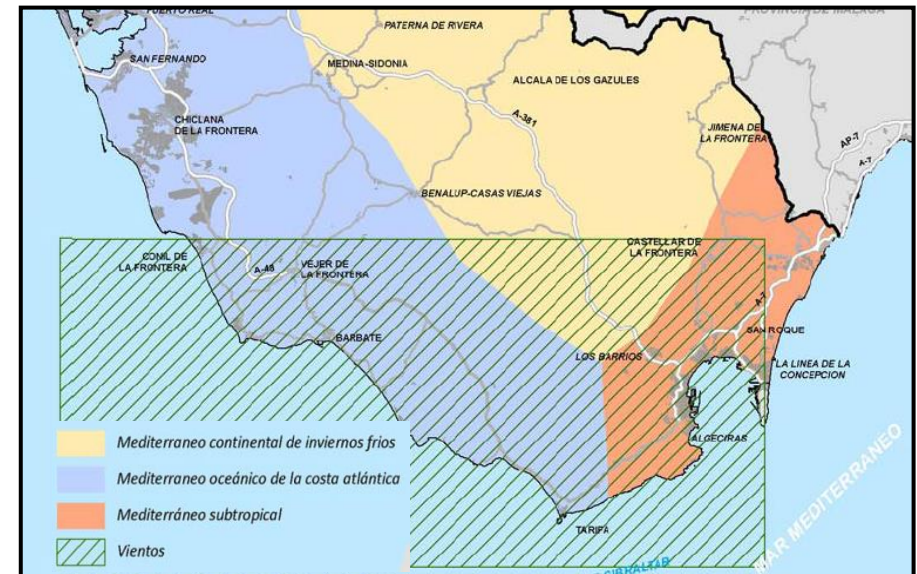 PUERTO REAL
PATERNA DE RIVERA
PROVINCIA DE MALAGA
SAN FERNANDO
MEDINA-SIDONIA
ALCALA DE LOS GAZULES
CHICLANA
DE LA FRONTERA
A-381
JIMENA DE
LA FRONTERA
AP-7
A-7
BENALUP-CASAS VIEJAS
CONIL DE
LA FRONTERA
A-48
VEJER DE
LA FRONTERA
CASTELLAR DE
LA FRONTERA
A-7
BARBATE
SAN ROQUE
LOS BARRIOS
LA LINEA DE LA
CONCEPCION
ALGECIRAS
Mediterraneo continental de inviernos frios
Mediterraneo oceánico de la costa atlántica
Mediterráneo subtropical
Vientos
TARIFA
MAR MEDITERRANEO
GIBRALTAR